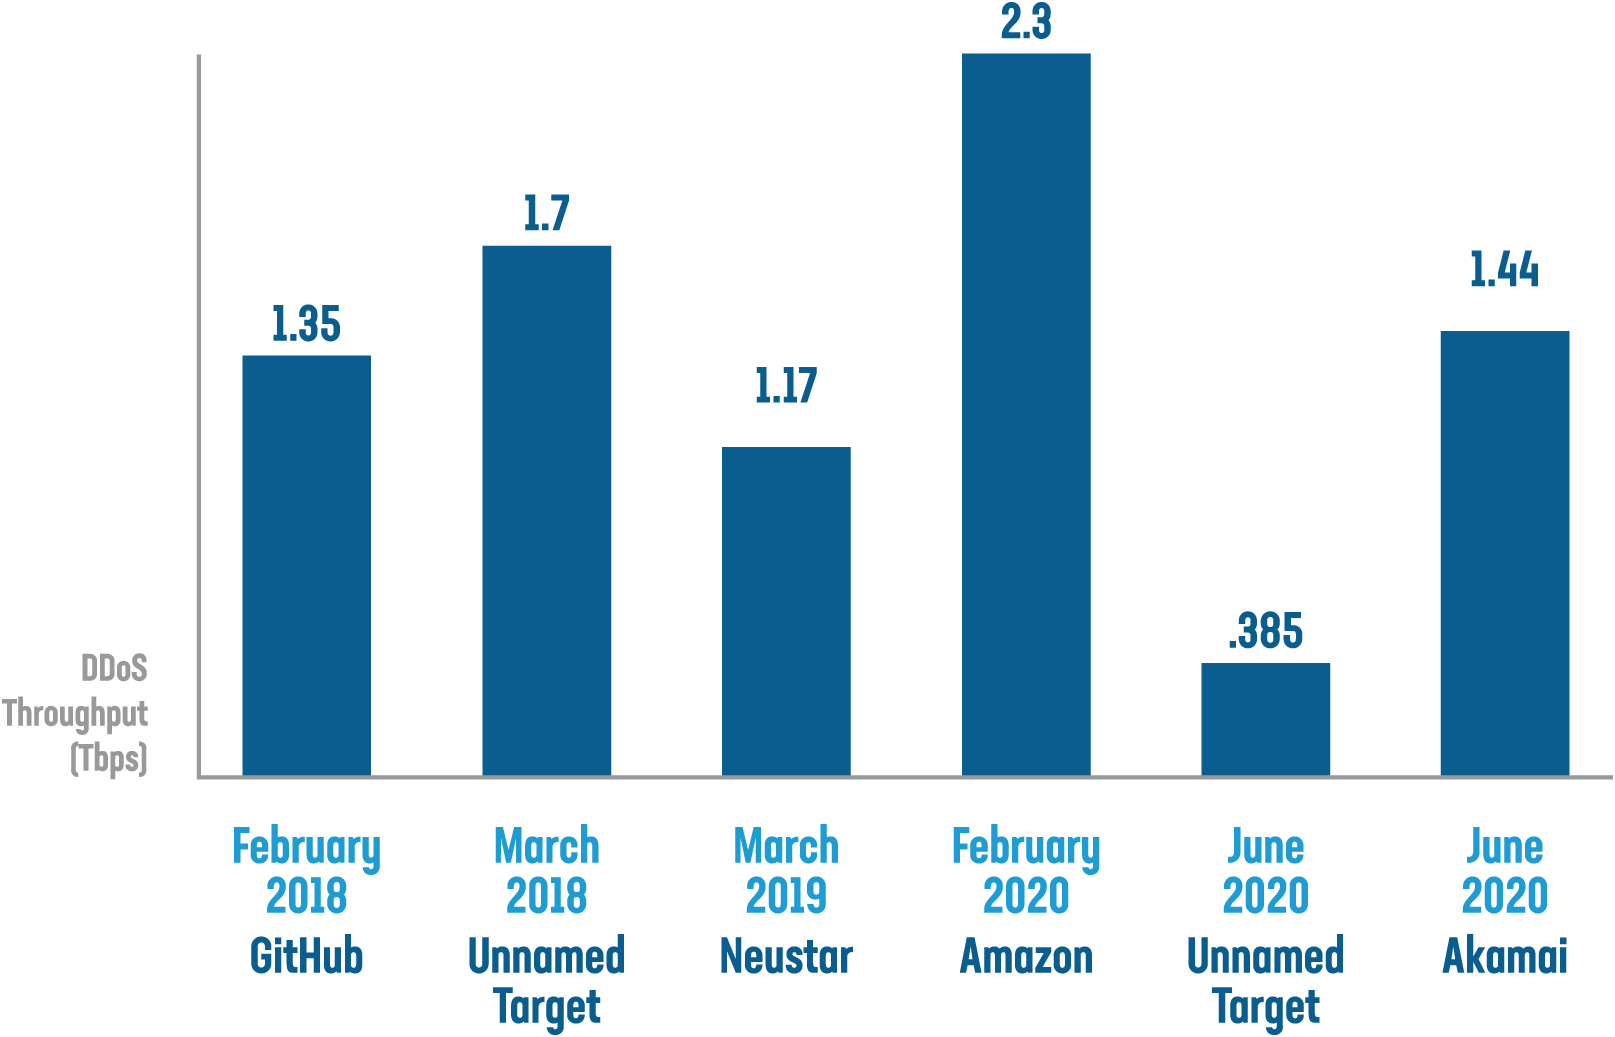 2.3
1.7
1.44
1.35
1.17
.385
DDoS
Throughput
(Tbps)
February
2018
GitHub
March
2018
Unnamed
Target
March
2019
Neustar
February
2020
Amazon
June
2020
Unnamed
Target
June
2020
Akamai